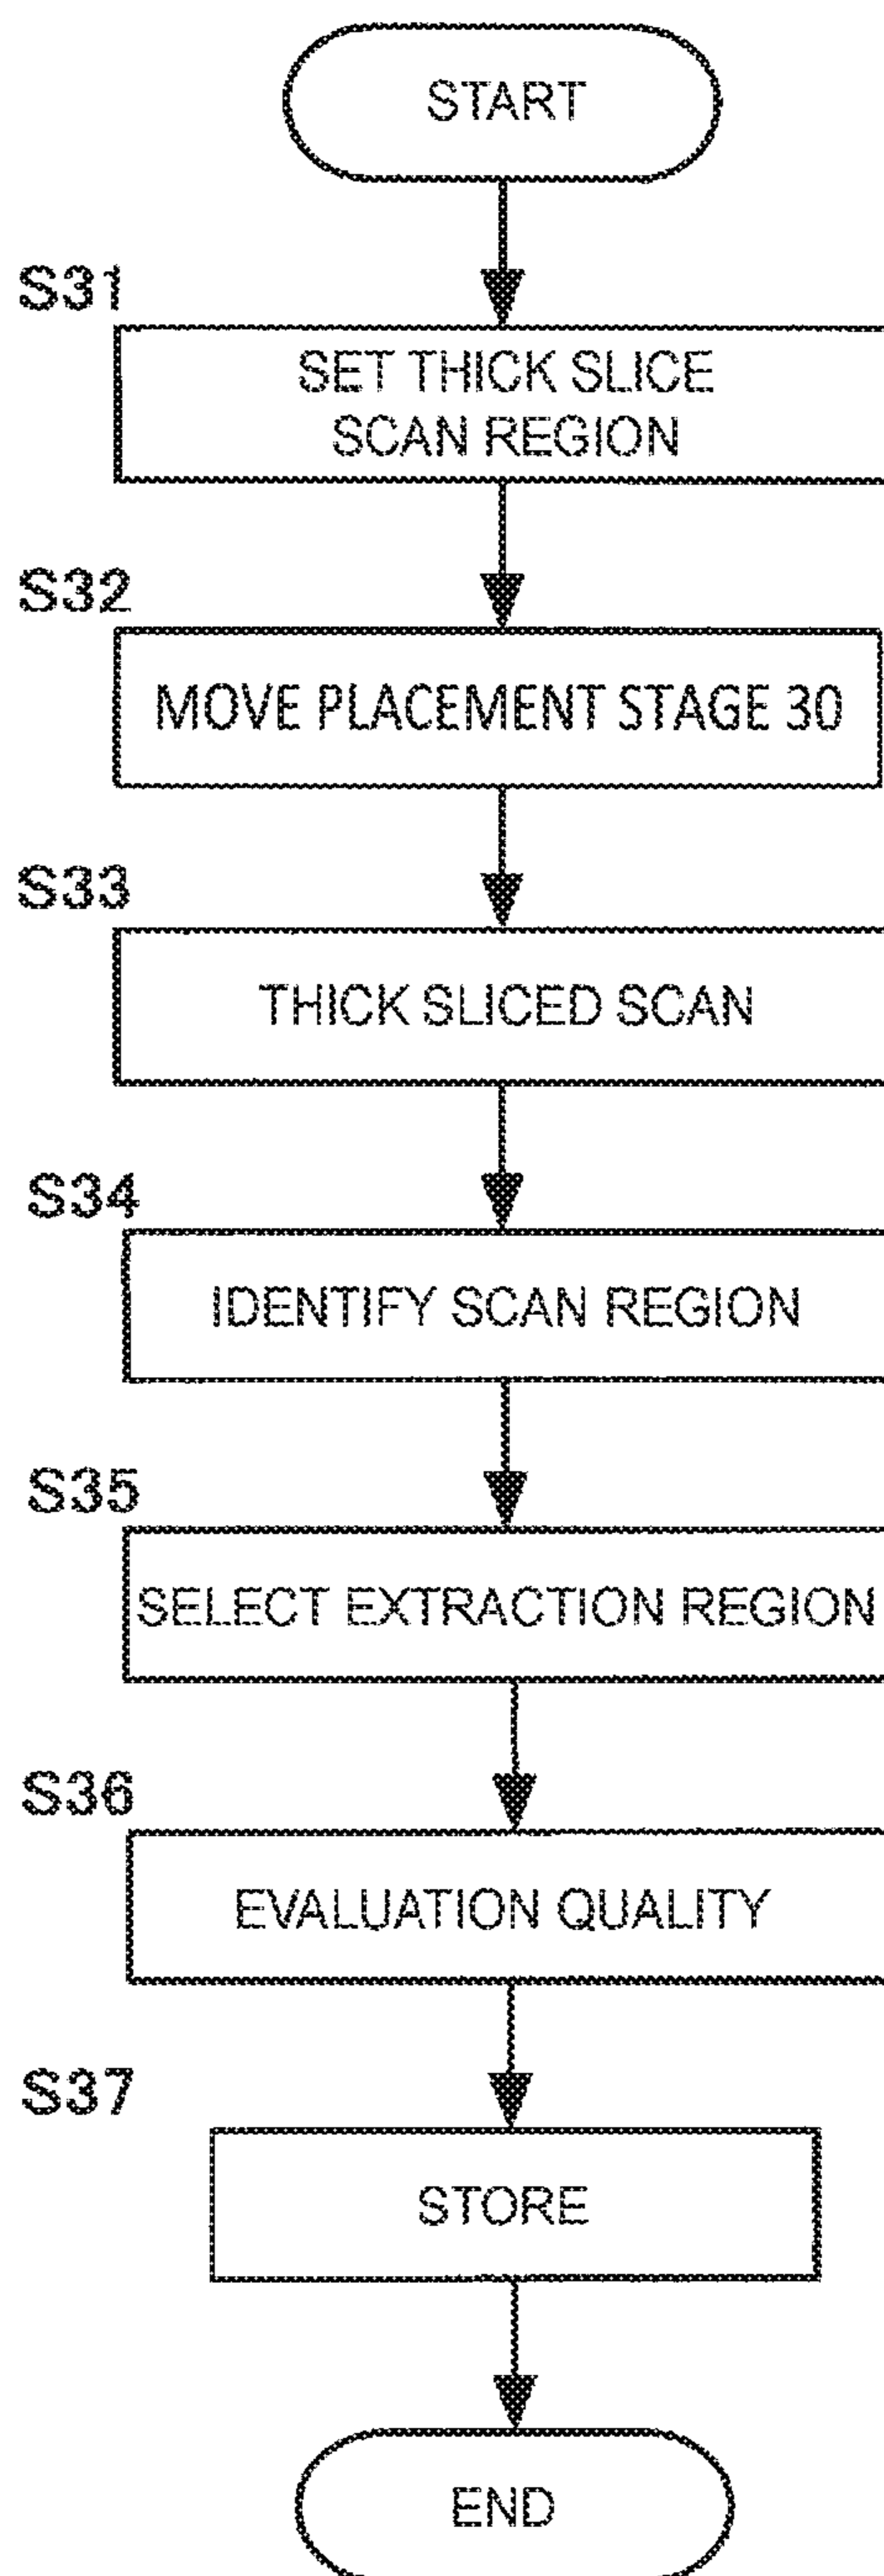 START
S31
SET THICK SLICE
SCAN REGION
S32
MOVE PLACEMENT STAGE 30
S33
THICK SLICED SCAN
S34
IDENTIFY SCAN REGION
S35
SELECT EXTRACTION REGION
S36
EVALUATION QUALITY
S37
STORE
END